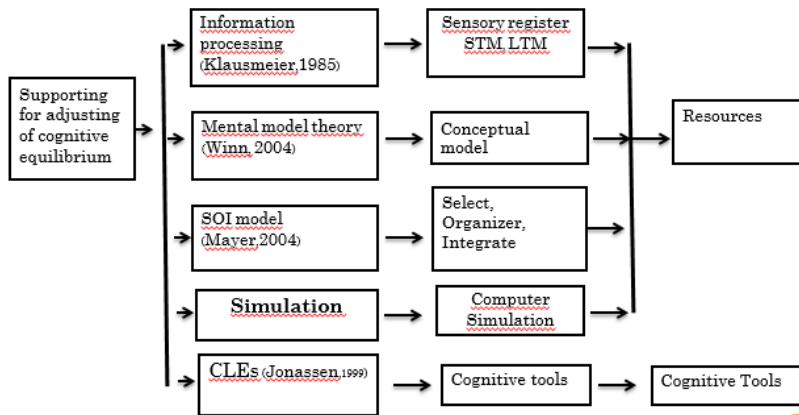 Information
processing
(Klausmeier,1985)
Sensory register
STM, LTM
Supporting
for adjusting
of cognitive
equilibrium
Mental model theory
(Winn, 2004)
Conceptual
model
Resources
SOI model
(Mayer,2004)
Select,
Organizer,
Integrate
Simulation
Computer
Simulation
CLEs (Jonassen,1999)
Cognitive tools
Cognitive Tools